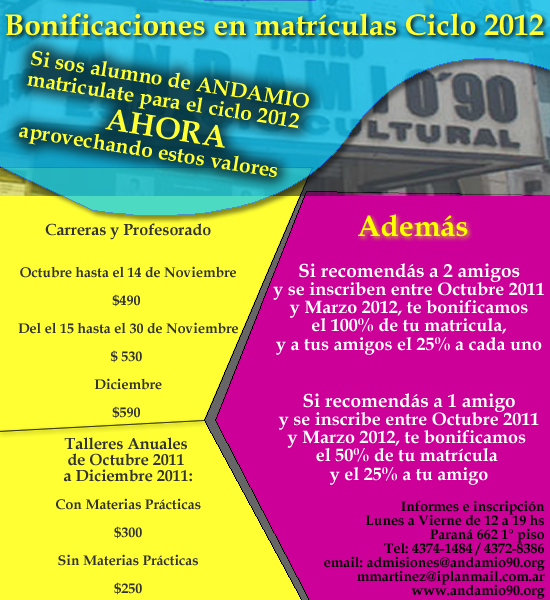 Bonificaciones en matrículas Ciclo 2012
TEATRO
ANDAMIO´90
CULTURAL
Si sos alumno de ANDAMIO
matriculate para el ciclo 2012
AHORA
aprovechando estos valores
Carreras y Profesorado
Octubre hasta el 14 de Noviembre
$490
Del el 15 hasta el 30 de Noviembre
$ 530
Diciembre
$590
Talleres Anuales
de Octubre 2011
a Diciembre 2011:
Con Materias Prácticas
$300
Sin Materias Prácticas
$250
Además
Si recomendás a 2 amigos
y se inscriben entre Octubre 2011
y Marzo 2012, te bonificamos
el 100% de tu matricula,
y a tus amigos el 25% a cada uno
Si recomendás a 1 amigo
y se inscribe entre Octubre 2011
y Marzo 2012, te bonificamos
el 50% de tu matrícula
y el 25% a tu amigo
Informes e inscripción
Lunes a Vierne de 12 a 19 hs
Paraná 662 1° piso
Tel: 4374-1484 / 4372-8386
email: admisiones@andamio90.org
mmartinez@iplanmail.com.ar
www.andamio90.org